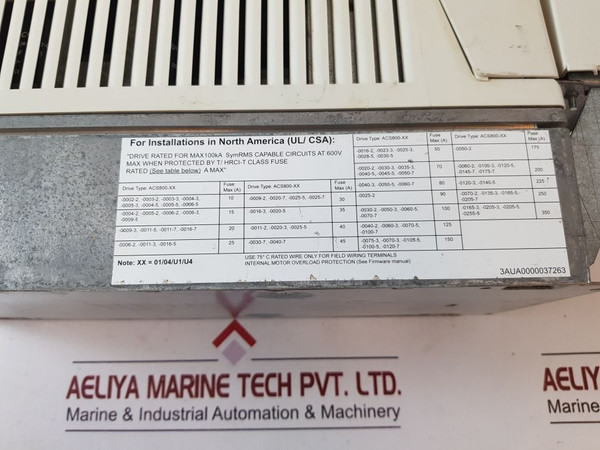 For Installations in North America (UL/ CSA):
"DRIVE RATED FOR MAX100kA SymRMS CAPABLE CIRCUITS AT 600V
MAX WHEN PROTECTED BY T/ HRCI-T CLASS FUSE
RATED (See table below) A MAX"
Drive Type: ACS800-XX Fuse Max (A) Drive Type: ACS800-XX Fuse Max (A)
-0002-2, -0003-2, -0003-3, -0004-3, 10 -0009-2, -0020-7, -0025-5, -0025-7 30
-0005-3, -0004-5, -0005-5, -0006-5
-0004-2, -0005-2, -0006-3, 15 -0016-3, -0020-5 35
-0009-5
-0009-3, -0011-5, -0011-7, -0016-7 20 -0011-2, -0020-3, -0025-5 40
-0006-2, -0011-3, -0016-5 25 -0030-7, -0040-7 45
Drive Type: ACS800-XX Fuse Max (A) Drive Type: ACS800-XX Fuse Max (A)
-0016-2, -0023-3, -0025-3, 50 -0050-2 175
-0028-5, -0030-5
-0020-2, -0030-3, -0035-3, 70 -0060-2, -0100-3, -0120-5, 200
-0040-5, -0045-5, -0050-7 -0145-7, -0175-7
-0040-3, -0050-5, -0060-7 80 -0120-3, -0140-5 225
-0025-2 90 -0070-2, -0135-3, -0165-5, 250
-0205-7
-0030-2, -0050-3, -0060-5, 100 -0165-3, -0205-3, -0205-5, 350
-0070-7 -0255-5
-0040-2, -0060-3, -0070-5, 125
-0100-7
-0075-3, -0070-3, -0105-5, 150
-0100-5, -0120-7
Note: XX = 01/04/U1/U4
USE 75° C RATED WIRE ONLY FOR FIELD WIRING TERMINALS
INTERNAL MOTOR OVERLOAD PROTECTION (See Firmware manual)
3AUA0000037263
AELIYA MARINE TECH PVT. LTD.
Marine & Industrial Automation & Machinery
AELIYA
Marine &